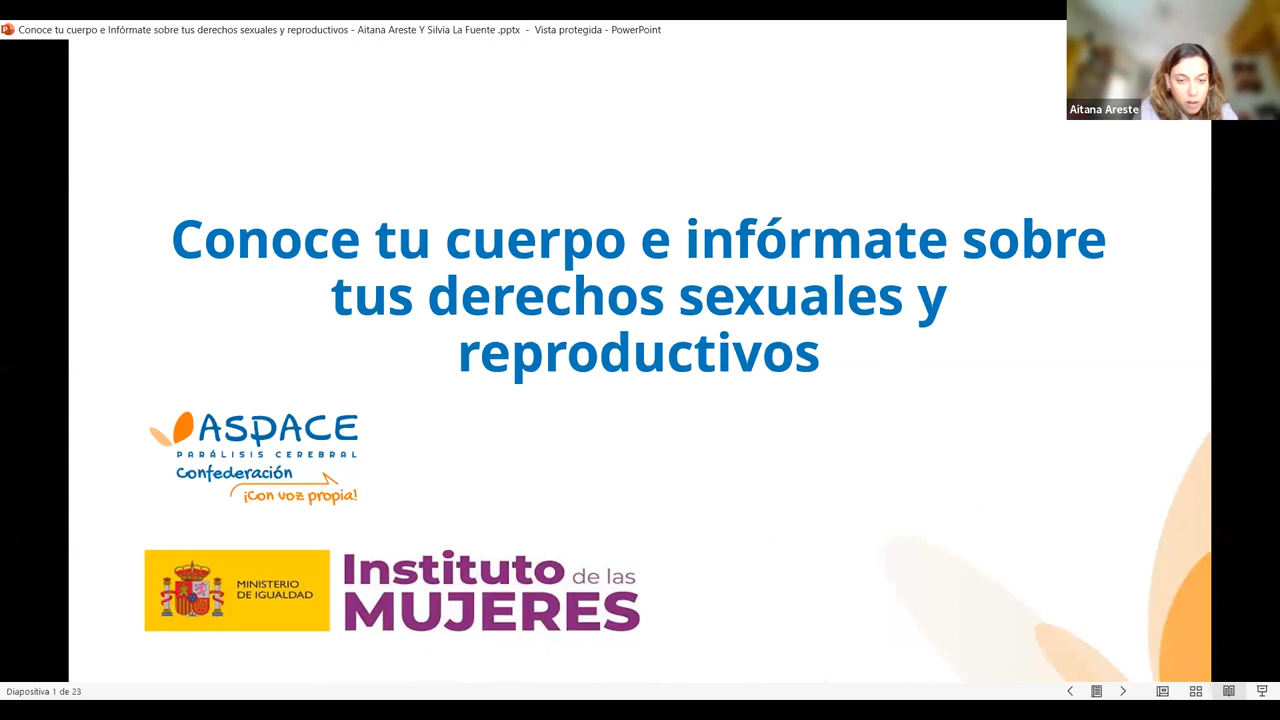 Conoce tu cuerpo e Infórmate sobre tus derechos sexuales y reproductivos - Aitana Areste Y Silvia La Fuente .pptx - Vista protegida - PowerPoint
Aitana Areste
Conoce tu cuerpo e infórmate sobre
tus derechos sexuales y
reproductivos
ASPACE
PARÁLISIS CEREBRAL
Confederación
¡Con voz propia!
MINISTERIO
DE IGUALDAD
Instituto de las
MUJERES
Diapositiva 1 de 23